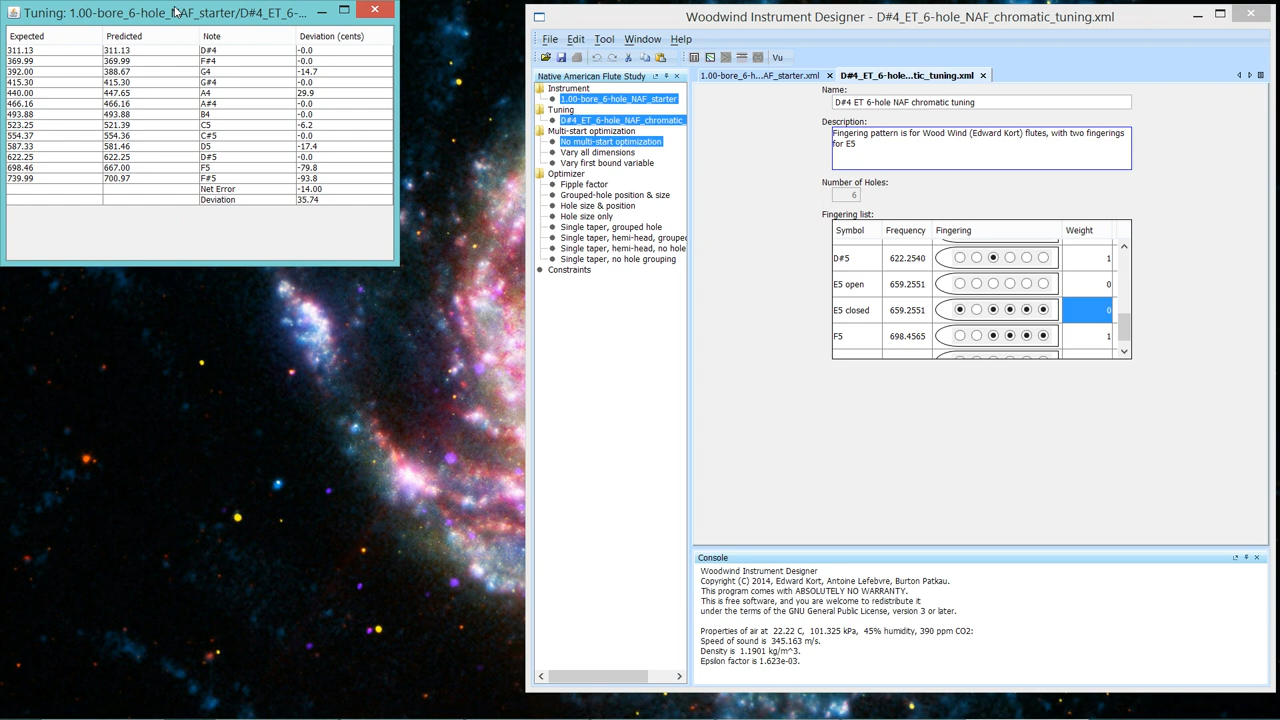 Tuning: 1.00-bore_6-hole_NAF_starter/D#4_ET_6-...
Expected Predicted Note Deviation (cents)
311.13 311.13 D#4 -0.0
369.99 369.99 F#4 -0.0
392.00 388.67 G4 -14.7
415.30 415.30 G#4 -0.0
440.00 447.65 A4 29.9
466.16 466.16 A#4 -0.0
493.88 493.88 B4 -0.0
523.25 521.39 C5 -6.2
554.37 554.36 C#5 -0.0
587.33 581.46 D5 -17.4
622.25 622.25 D#5 -0.0
698.46 667.00 F5 -79.8
739.99 700.97 F#5 -93.8
Net Error -14.00
Deviation 35.74
Woodwind Instrument Designer - D#4_ET_6-hole_NAF_chromatic_tuning.xml
File Edit Tool Window Help
Vu
Native American Flute Study
Instrument
1.00-bore_6-hole_NAF_starter
Tuning
D#4_ET_6-hole_NAF_chromatic_
Multi-start optimization
No multi-start optimization
Vary all dimensions
Vary first bound variable
Optimizer
Fipple factor
Grouped-hole position & size
Hole size & position
Hole size only
Single taper, grouped hole
Single taper, hemi-head, grouped
Single taper, hemi-head, no hole
Single taper, no hole grouping
Constraints
1.00-bore_6-h...AF_starter.xml D#4_ET_6-hole...tic_tuning.xml
Name:
D#4 ET 6-hole NAF chromatic tuning
Description:
Fingering pattern is for Wood Wind (Edward Kort) flutes, with two fingerings
for E5
Number of Holes:
6
Fingering list:
Symbol Frequency Fingering Weight
D#5 622.2540 1
E5 open 659.2551 0
E5 closed 659.2551 0
F5 698.4565 1
Console
Woodwind Instrument Designer
Copyright (C) 2014, Edward Kort, Antoine Lefebvre, Burton Patkau.
This program comes with ABSOLUTELY NO WARRANTY.
This is free software, and you are welcome to redistribute it
under the terms of the GNU General Public License, version 3 or later.
Properties of air at 22.22 C, 101.325 kPa, 45% humidity, 390 ppm CO2:
Speed of sound is 345.163 m/s.
Density is 1.1901 kg/m^3.
Epsilon factor is 1.623e-03.